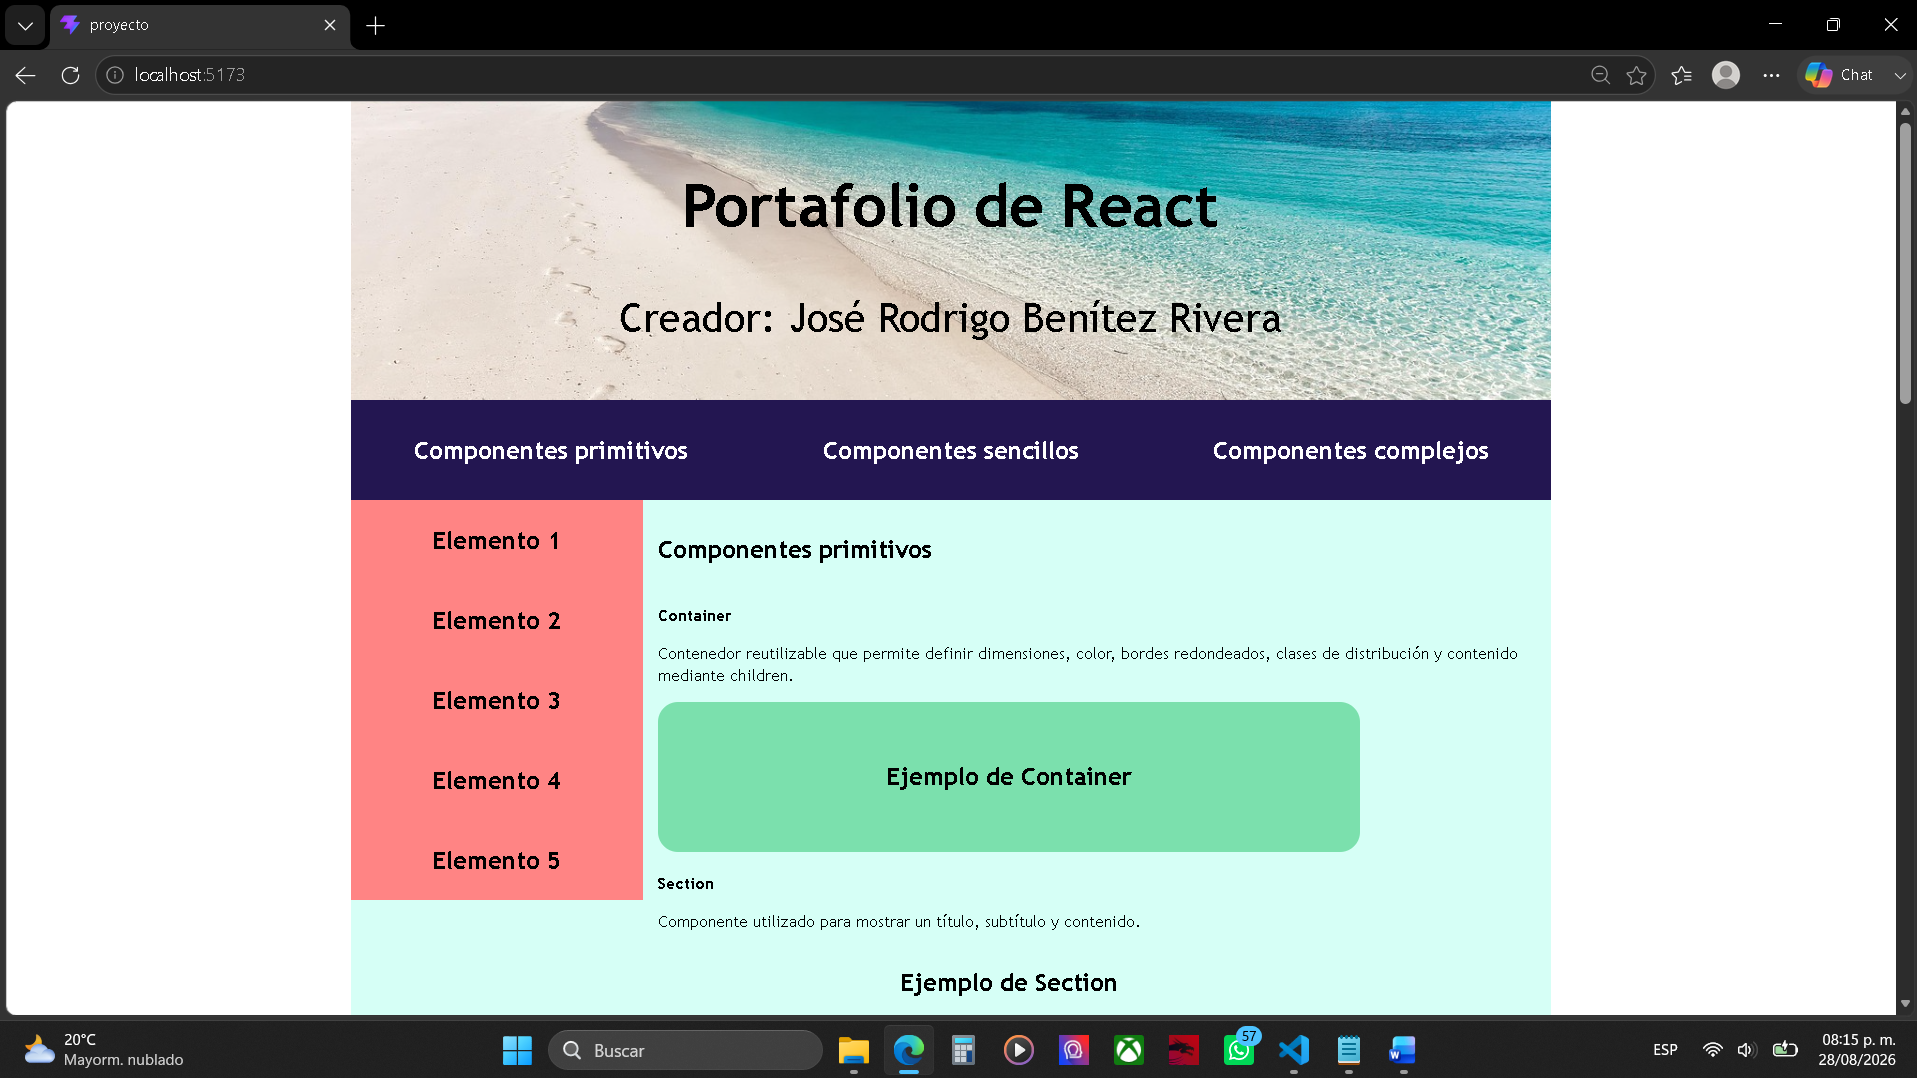 proyecto
localhost:5173
Chat
Portafolio de React
Creador: José Rodrigo Benítez Rivera
Componentes primitivos
Componentes sencillos
Componentes complejos
Elemento 1
Elemento 2
Elemento 3
Elemento 4
Elemento 5
Componentes primitivos
Container
Contenedor reutilizable que permite definir dimensiones, color, bordes redondeados, clases de distribución y contenido
mediante children.
Ejemplo de Container
Section
Componente utilizado para mostrar un título, subtítulo y contenido.
Ejemplo de Section
20°C
Mayorm. nublado
Buscar
57
W
ESP
08:15 p. m.
28/08/2026